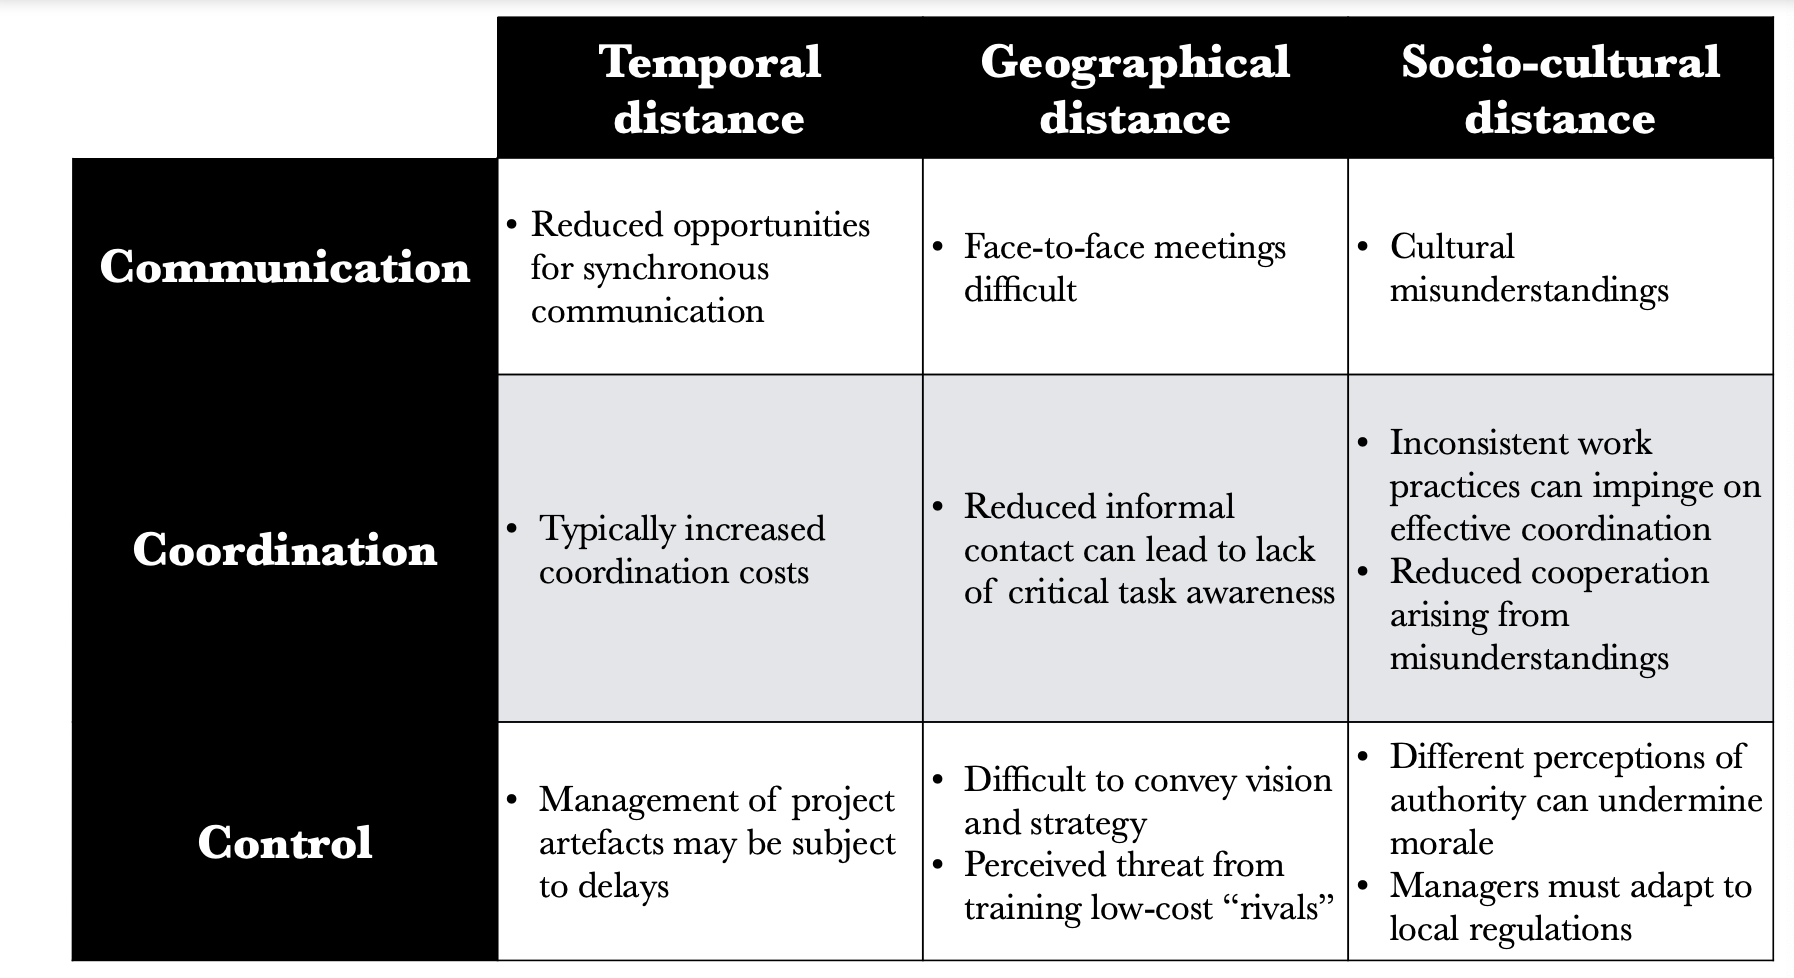 Temporal
distance
Geographical
distance
Socio-cultural
distance
Communication
• Reduced opportunities
for synchronous
communication
• Face-to-face meetings
difficult
• Cultural
misunderstandings
Coordination
• Typically increased
coordination costs
• Reduced informal
contact can lead to lack
of critical task awareness
• Inconsistent work
practices can impinge on
effective coordination
• Reduced cooperation
arising from
misunderstandings
Control
• Management of project
artefacts may be subject
to delays
• Difficult to convey vision
and strategy
• Perceived threat from
training low-cost “rivals”
• Different perceptions of
authority can undermine
morale
• Managers must adapt to
local regulations